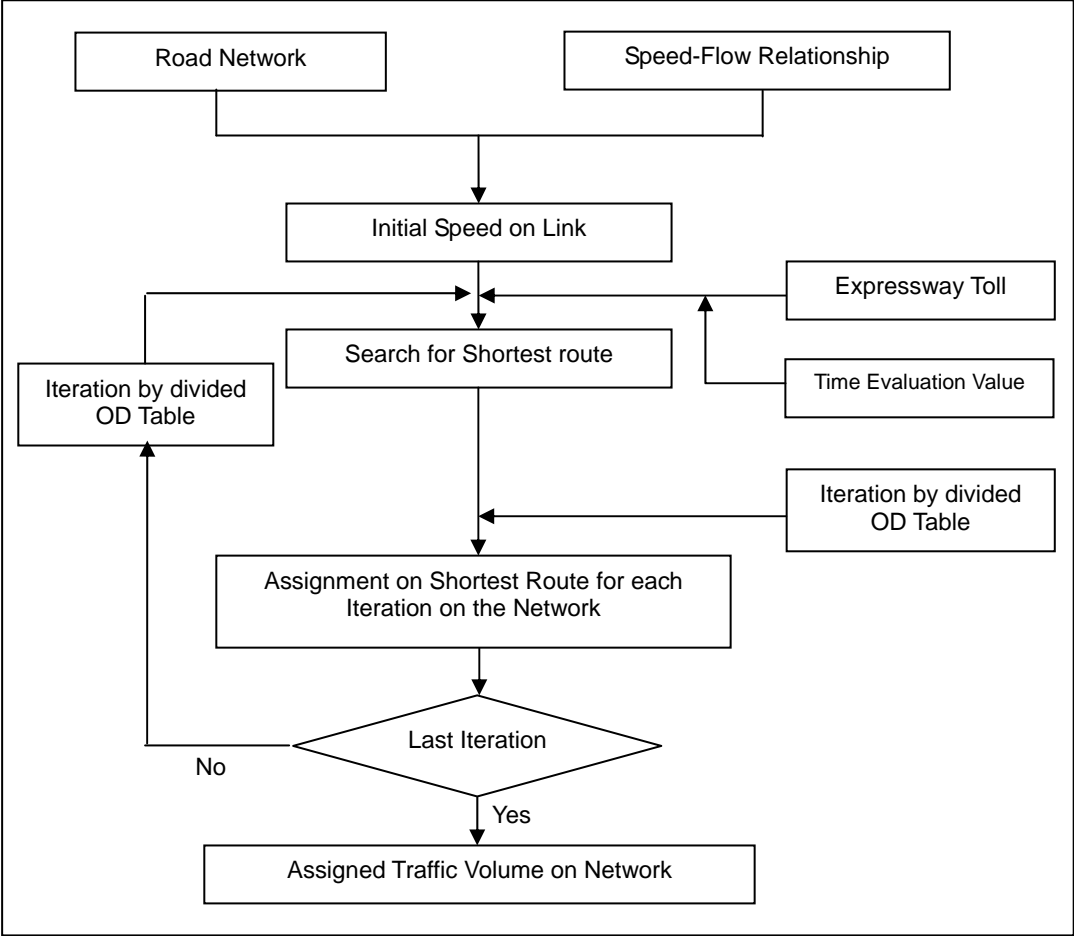 Road Network
Speed-Flow Relationship
Initial Speed on Link
Expressway Toll
Search for Shortest route
Time Evaluation Value
Iteration by divided
OD Table
Iteration by divided
OD Table
Assignment on Shortest Route for each
Iteration on the Network
Last Iteration
No
Yes
Assigned Traffic Volume on Network